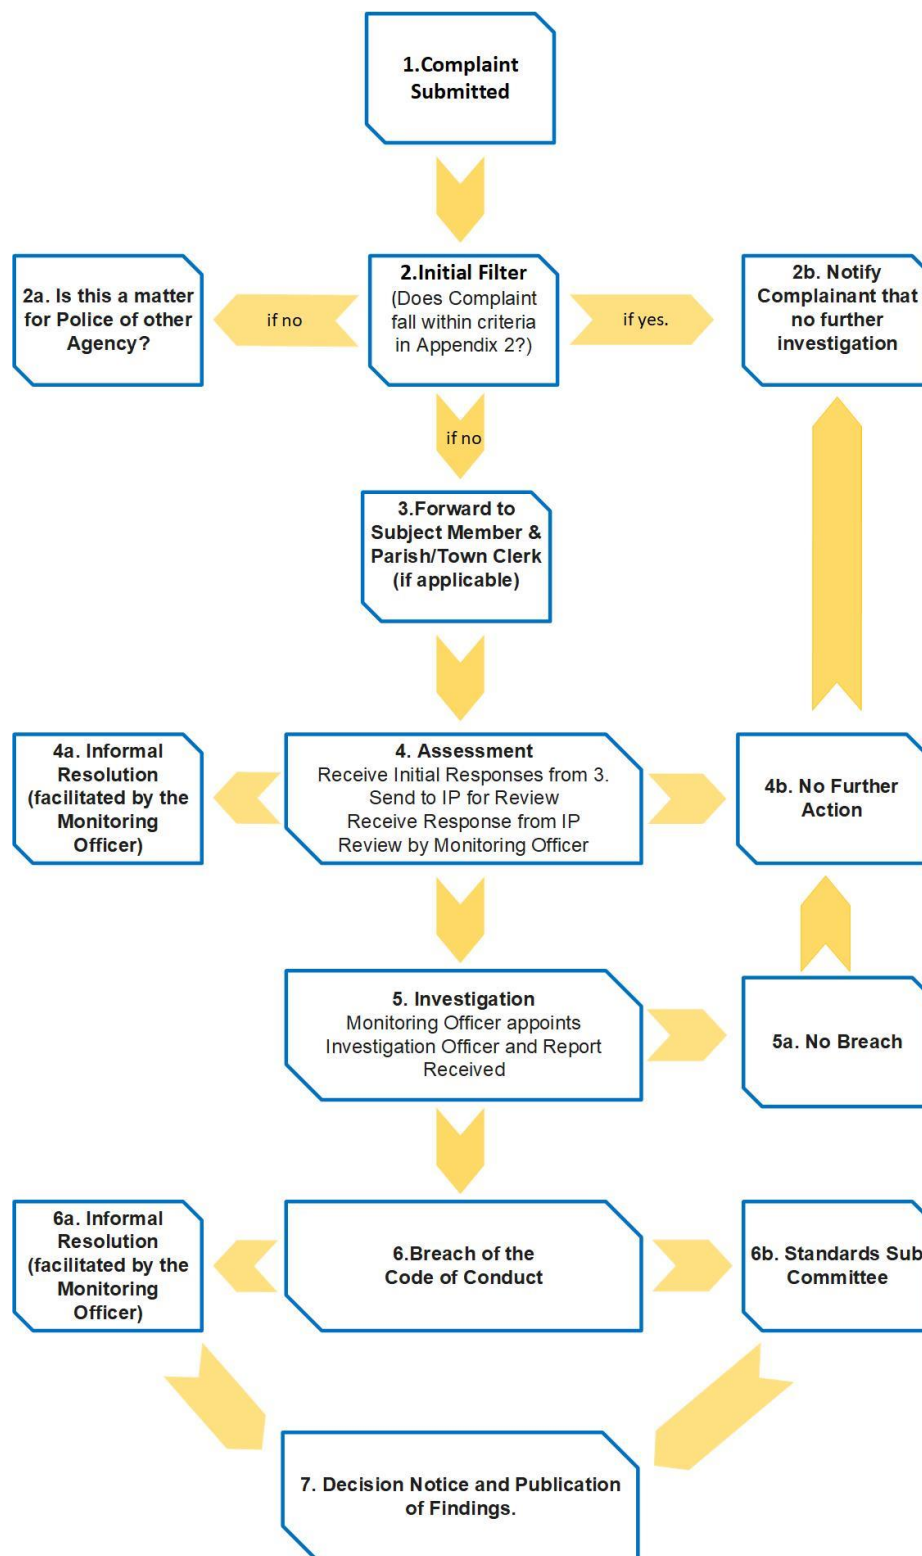 1.Complaint
Submitted
2a. Is this a matter
for Police of other
Agency?
if no
2.Initial Filter
(Does Complaint
fall within criteria
in Appendix 2?)
if yes.
2b. Notify
Complainant that
no further
investigation
if no
3.Forward to
Subject Member &
Parish/Town Clerk
(if applicable)
4a. Informal
Resolution
(facilitated by the
Monitoring
Officer)
4. Assessment
Receive Initial Responses from 3.
Send to IP for Review
Receive Response from IP
Review by Monitoring Officer
4b. No Further
Action
5. Investigation
Monitoring Officer appoints
Investigation Officer and Report
Received
5a. No Breach
6a. Informal
Resolution
(facilitated by the
Monitoring
Officer)
6.Breach of the
Code of Conduct
6b. Standards Sub
Committee
7. Decision Notice and Publication
of Findings.